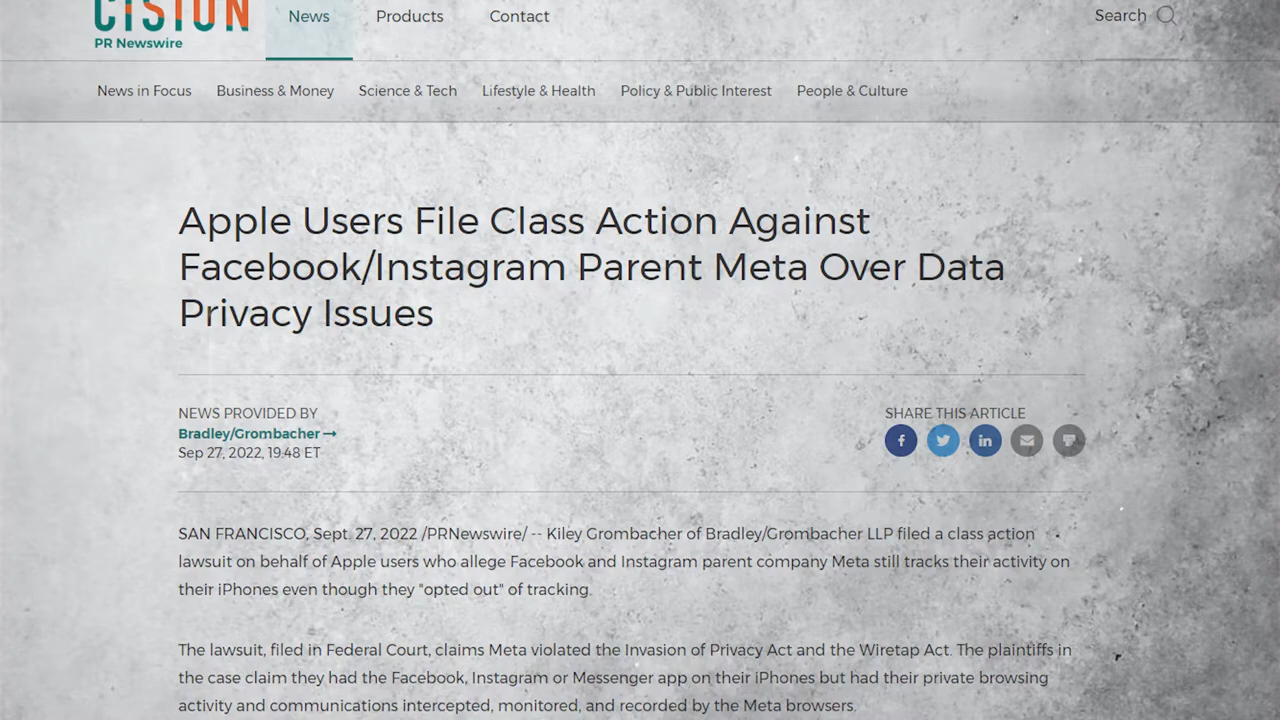 CISION
PR Newswire
News
Products
Contact
Search
News in Focus
Business & Money
Science & Tech
Lifestyle & Health
Policy & Public Interest
People & Culture
Apple Users File Class Action Against
Facebook/Instagram Parent Meta Over Data
Privacy Issues
NEWS PROVIDED BY
Bradley/Grombacher
Sep 27, 2022, 19:48 ET
SHARE THIS ARTICLE
SAN FRANCISCO, Sept. 27, 2022 /PRNewswire/ -- Kiley Grombacher of Bradley/Grombacher LLP filed a class action
lawsuit on behalf of Apple users who allege Facebook and Instagram parent company Meta still tracks their activity on
their iPhones even though they "opted out" of tracking.
The lawsuit, filed in Federal Court, claims Meta violated the Invasion of Privacy Act and the Wiretap Act. The plaintiffs in
the case claim they had the Facebook, Instagram or Messenger app on their iPhones but had their private browsing
activity and communications intercepted, monitored, and recorded by the Meta browsers.